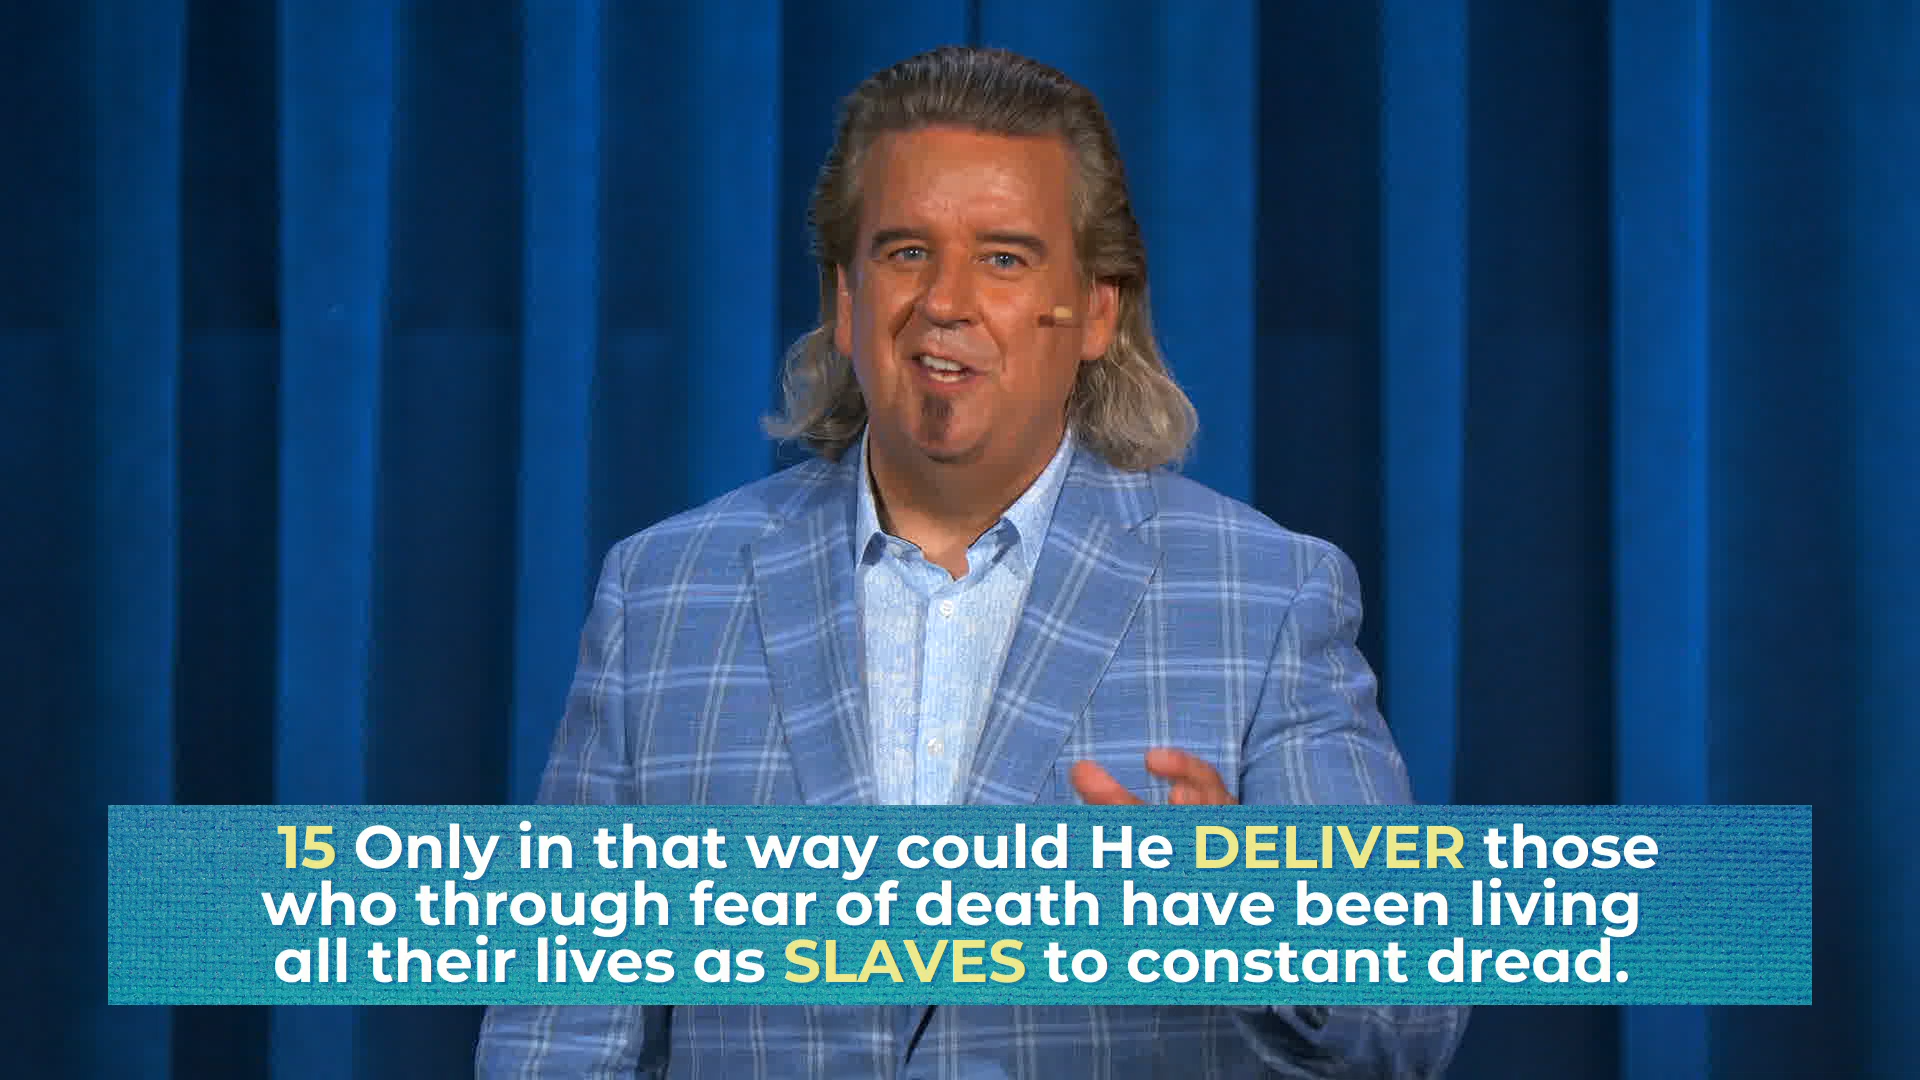 15 Only in that way could He DELIVER those
who through fear of death have been living
all their lives as SLAVES to constant dread.